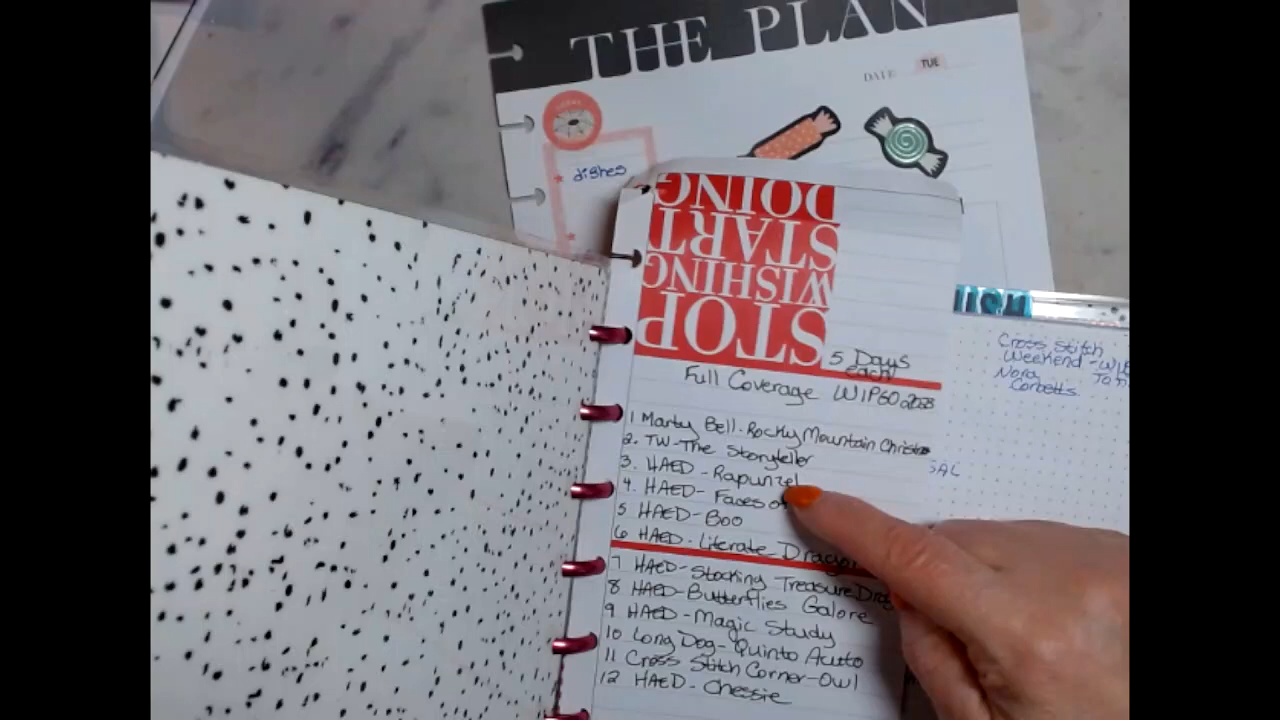 THE PLAN
DATE
TUE
dishes
STOP
WISHING
START
DOING
5 Days
each
Full Coverage WIPGO 2023
1 Marty Bell-Rocky Mountain
2. TW-The Storyteller
3. HAED-Rapunzel
4. HAED-Faces
5 HAED-Boo
6 HAED-Literate Dragon
7 HAED-Stocking Treasure
8 HAED-Butterflies Galore
9 HAED-Magic Study
10 Long Dog-Quinto Acuto
11 Cross Stitch Corner-Owl
12 HAED-Chessie
Cross Stitch
Weekend
Nora
Corbetts
SAL